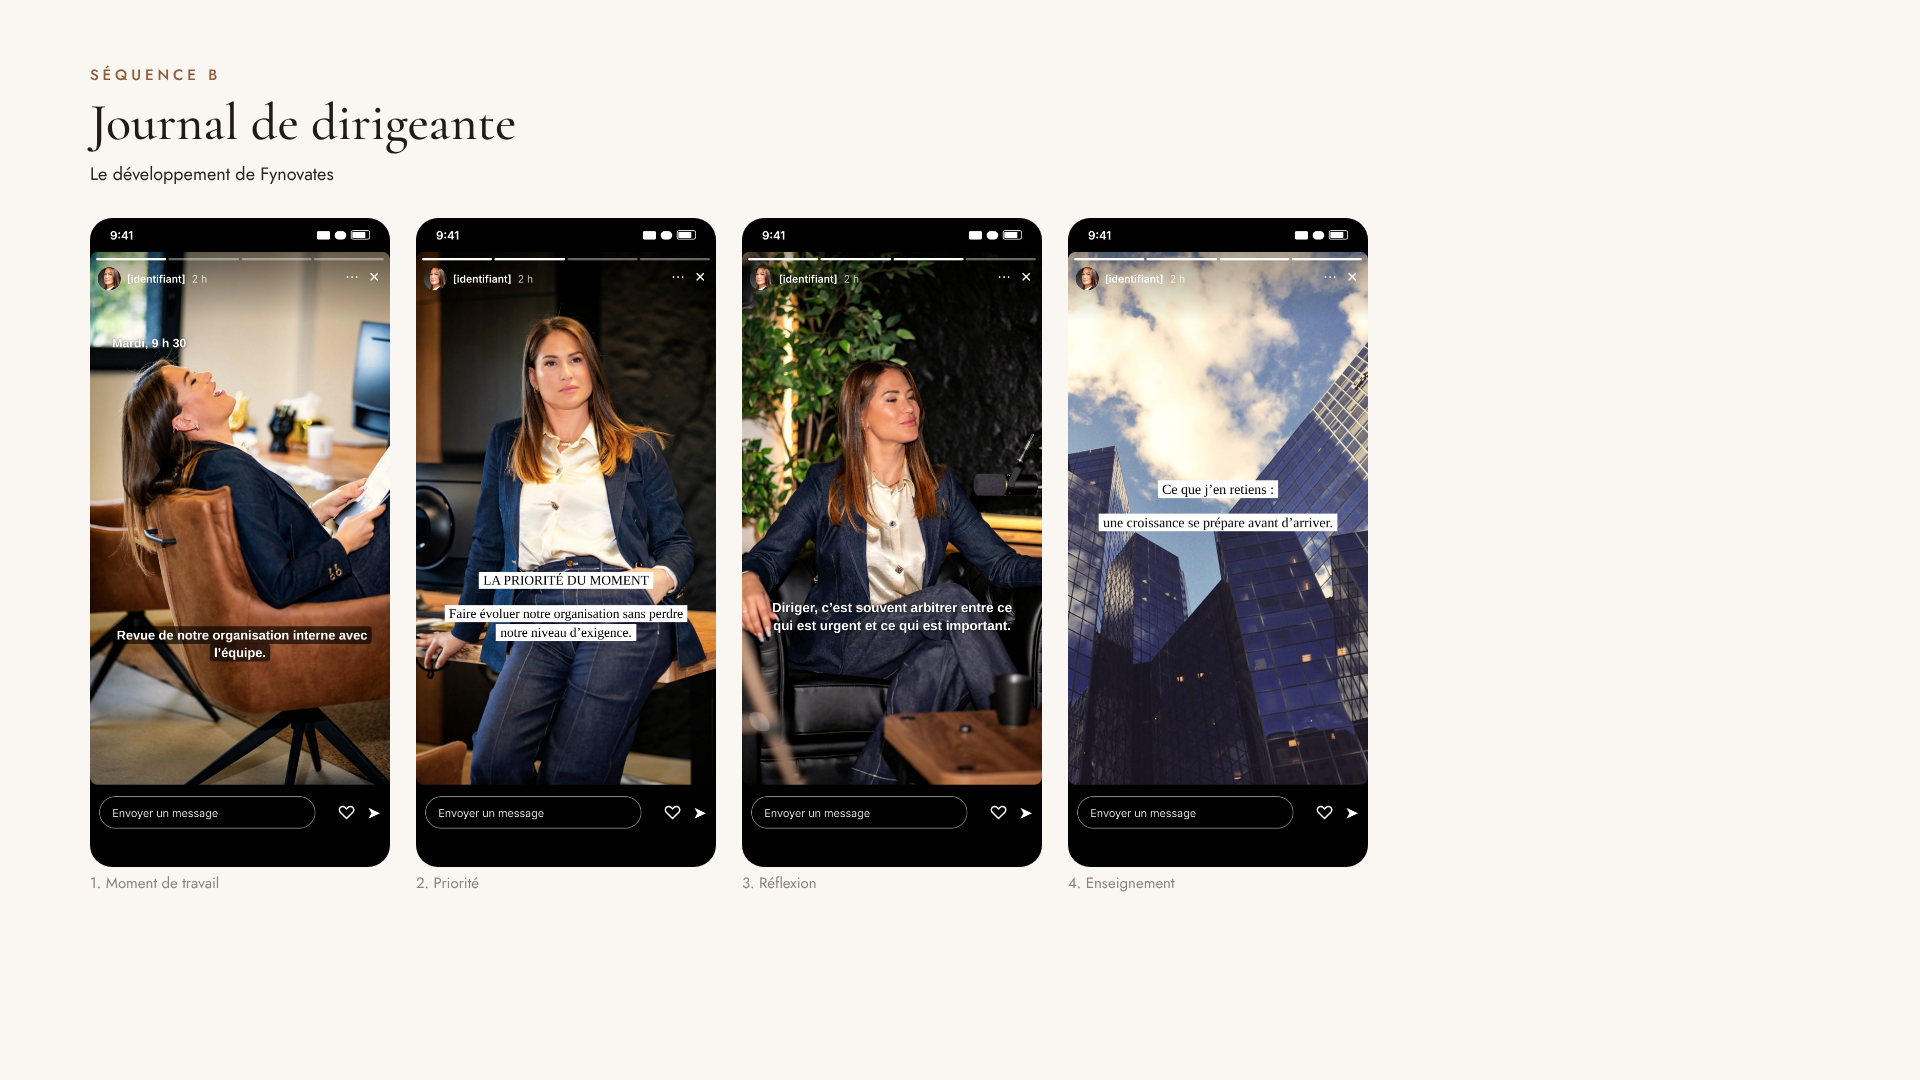 SÉQUENCE B
Journal de dirigeante
Le développement de Fynovates
9:41
[identifiant] 2 h
Mardi, 9 h 30
Revue de notre organisation interne avec
l’équipe.
Envoyer un message
1. Moment de travail
9:41
[identifiant] 2 h
LA PRIORITÉ DU MOMENT
Faire évoluer notre organisation sans perdre
notre niveau d’exigence.
Envoyer un message
2. Priorité
9:41
[identifiant] 2 h
Diriger, c’est souvent arbitrer entre ce
qui est urgent et ce qui est important.
Envoyer un message
3. Réflexion
9:41
[identifiant] 2 h
Ce que j’en retiens :
une croissance se prépare avant d’arriver.
Envoyer un message
4. Enseignement